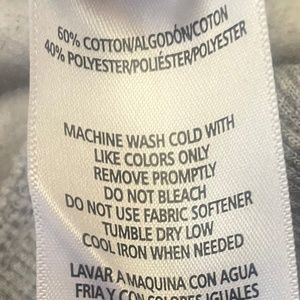 60% COTTON/ALGODÓN/COTON
40% POLYESTER/POLIÉSTER/POLYESTER
MACHINE WASH COLD WITH
LIKE COLORS ONLY
REMOVE PROMPTLY
DO NOT BLEACH
DO NOT USE FABRIC SOFTENER
TUMBLE DRY LOW
COOL IRON WHEN NEEDED
LAVAR A MAQUINA CON AGUA
FRIA Y CON COLORES IGUALES